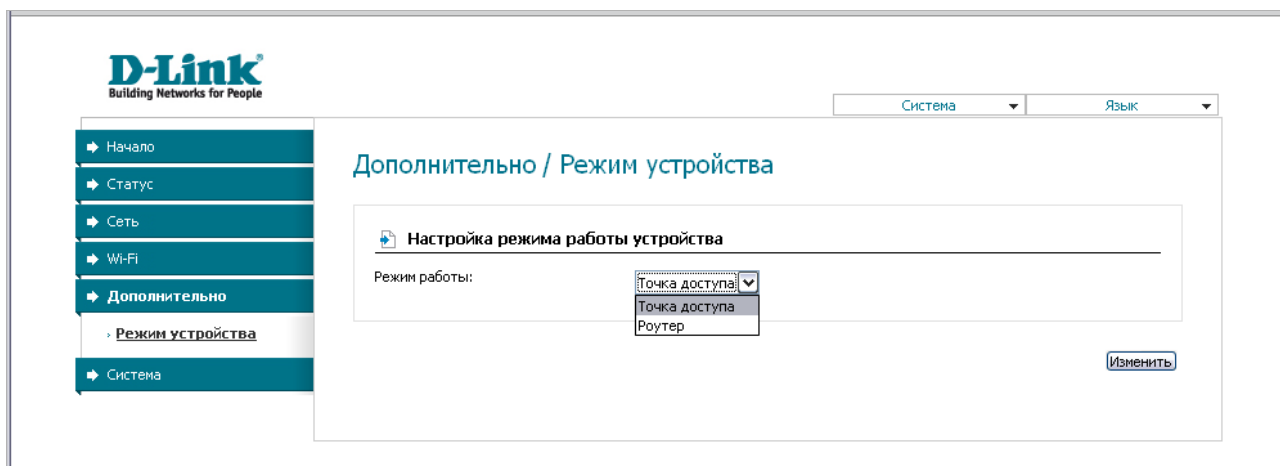 D-Link
Building Networks for People
Система
Язык
Начало
Статус
Сеть
Wi-Fi
Дополнительно
Режим устройства
Система
Дополнительно / Режим устройства
Настройка режима работы устройства
Режим работы:
Точка доступа
Точка доступа
Роутер
Изменить